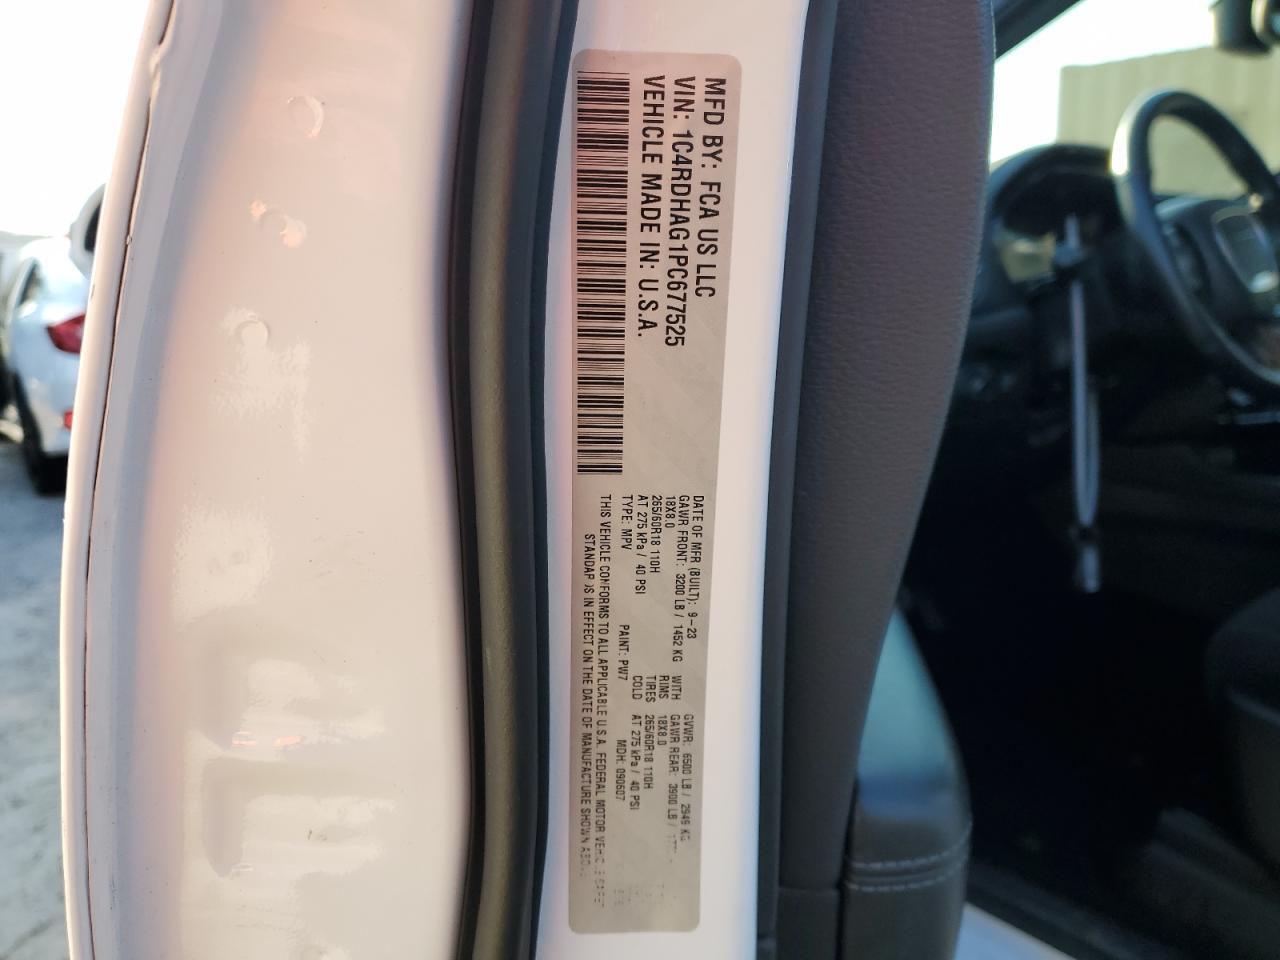 MFD BY: FCA US LLC
VIN: 1C4RDHAG1PC677525
VEHICLE MADE IN: U.S.A.
DATE OF MFR (BUILT): 9-23 GVWR: 6500 LB / 2949 KG
GAWR FRONT: 3200 LB / 1452 KG WITH GAWR REAR: 3900 LB /
18X8.0 RIMS 18X8.0
265/60R18 110H TIRES 265/60R18 110H
AT 275 kPa / 40 PSI COLD AT 275 kPa / 40 PSI
TYPE: MPV PAINT: PW7 MDH: 090607
THIS VEHICLE CONFORMS TO ALL APPLICABLE U.S.A. FEDERAL MOTOR VEHICLE SAFE
STANDARDS IN EFFECT ON THE DATE OF MANUFACTURE SHOWN ABOVE